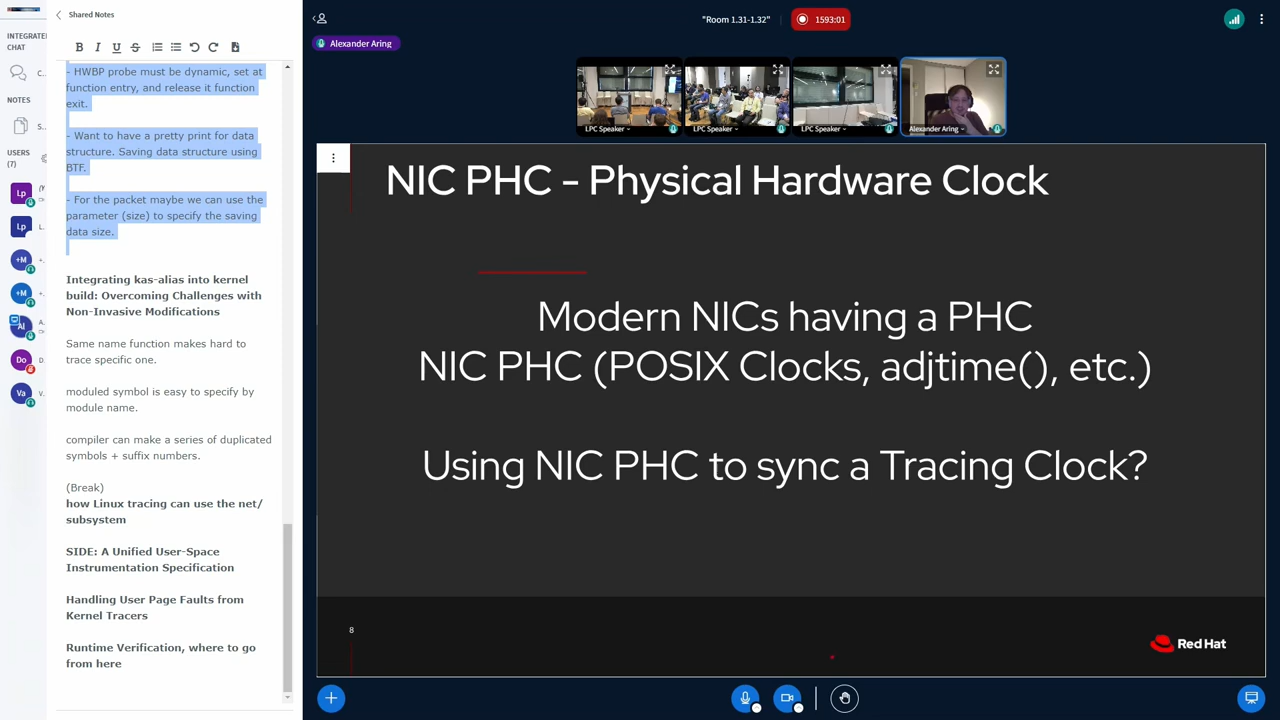 INTEGRATE
CHAT
C..
NOTES
S..
USERS
(7)
Lp
(V
Lp
L..
+M
+..
+M
+..
Al
A..
Do
D.
Va
V.
Shared Notes
B I U S
- HWBP probe must be dynamic, set at
function entry, and release it function
exit.
- Want to have a pretty print for data
structure. Saving data structure using
BTF.
- For the packet maybe we can use the
parameter (size) to specify the saving
data size.
Integrating kas-alias into kernel
build: Overcoming Challenges with
Non-Invasive Modifications
Same name function makes hard to
trace specific one.
moduled symbol is easy to specify by
module name.
compiler can make a series of duplicated
symbols + suffix numbers.
(Break)
how Linux tracing can use the net/
subsystem
SIDE: A Unified User-Space
Instrumentation Specification
Handling User Page Faults from
Kernel Tracers
Runtime Verification, where to go
from here
"Room 1.31-1.32"
1593:01
Alexander Aring
LPC Speaker
LPC Speaker
LPC Speaker
Alexander Aring
NIC PHC - Physical Hardware Clock
Modern NICs having a PHC
NIC PHC (POSIX Clocks, adjtime(), etc.)
Using NIC PHC to sync a Tracing Clock?
8
Red Hat